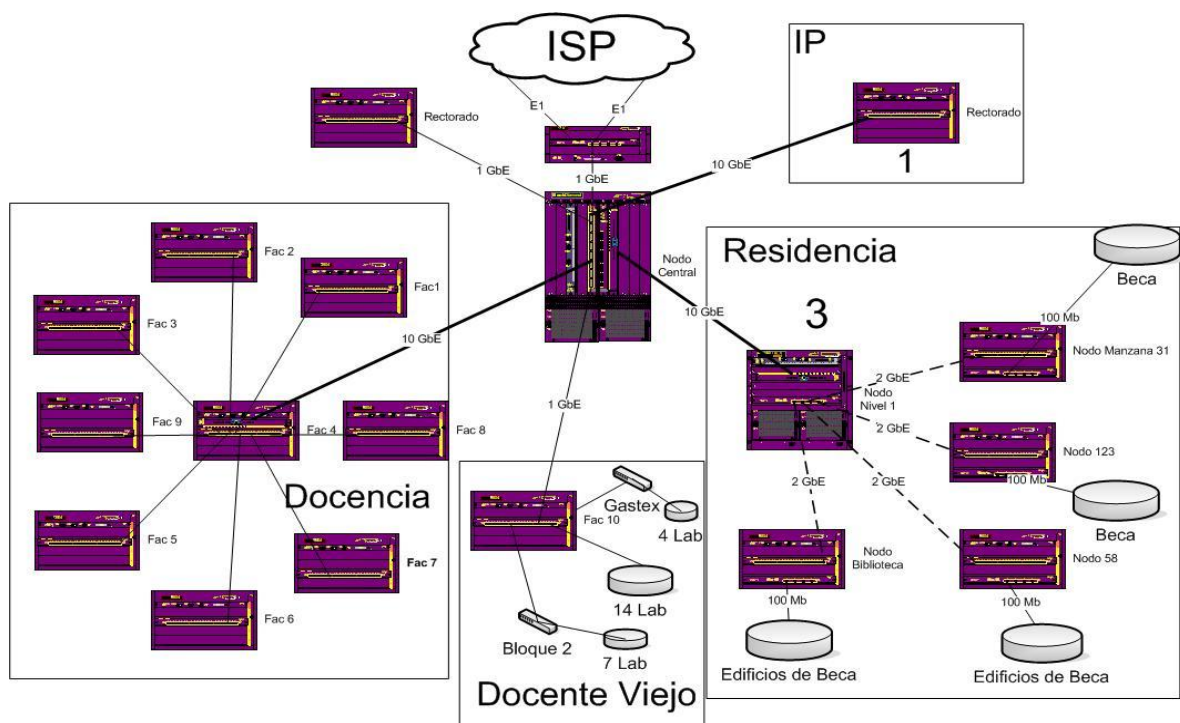 ISP
IP
E1
E1
Rectorado
Rectorado
1
1 GbE
1 GbE
10 GbE
Nodo
Central
10 GbE
10 GbE
1 GbE
Fac 2
Fac1
Fac 3
Fac 9
Fac 4
Fac 8
Docencia
Fac 5
Fac 7
Fac 6
Fac 10
Gastex
4 Lab
14 Lab
Bloque 2
7 Lab
Docente Viejo
Residencia
3
Beca
100 Mb
Nodo Manzana 31
2 GbE
Nodo
Nivel 1
2 GbE
Nodo 123
100 Mb
2 GbE
2 GbE
Beca
Nodo
Biblioteca
Nodo 58
100 Mb
100 Mb
Edificios de Beca
Edificios de Beca